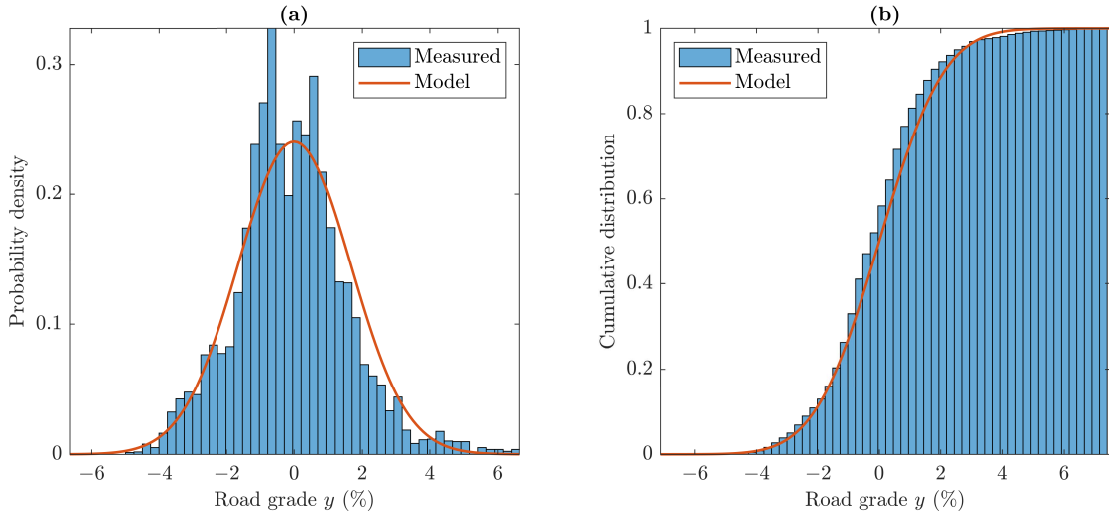 (a)
Probability density
0.3
0.2
0.1
0
Measured
Model
−6 −4 −2 0 2 4 6
Road grade y (%)
(b)
Cumulative distribution
1
0.8
0.6
0.4
0.2
0
Measured
Model
−6 −4 −2 0 2 4 6
Road grade y (%)